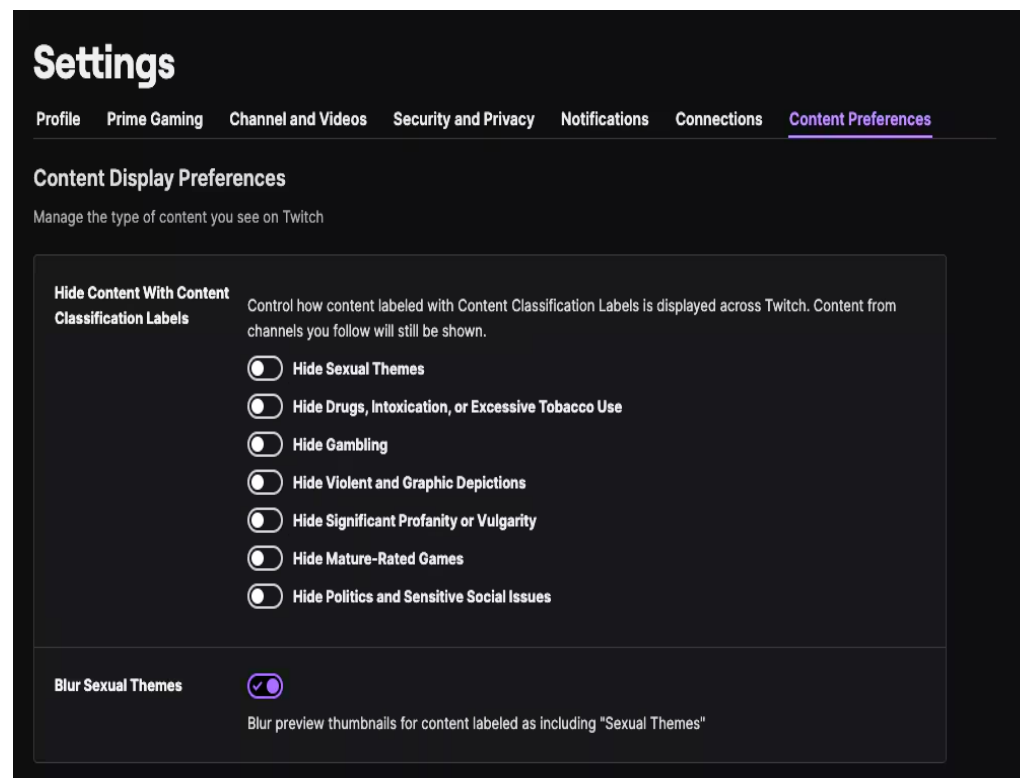 Settings
Profile Prime Gaming Channel and Videos Security and Privacy Notifications Connections Content Preferences
Content Display Preferences
Manage the type of content you see on Twitch
Hide Content With Content
Classification Labels
Control how content labeled with Content Classification Labels is displayed across Twitch. Content from
channels you follow will still be shown.
Hide Sexual Themes
Hide Drugs, Intoxication, or Excessive Tobacco Use
Hide Gambling
Hide Violent and Graphic Depictions
Hide Significant Profanity or Vulgarity
Hide Mature-Rated Games
Hide Politics and Sensitive Social Issues
Blur Sexual Themes
Blur preview thumbnails for content labeled as including "Sexual Themes"